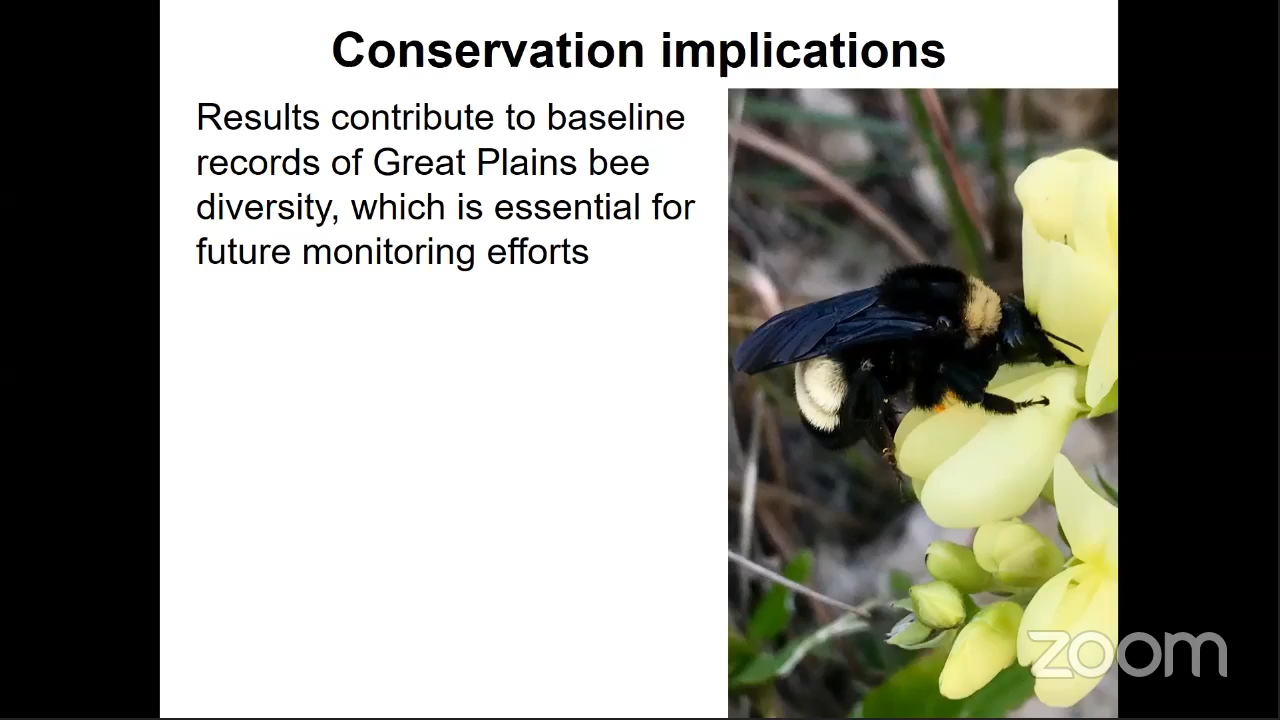 Conservation implications
Results contribute to baseline
records of Great Plains bee
diversity, which is essential for
future monitoring efforts
zoom